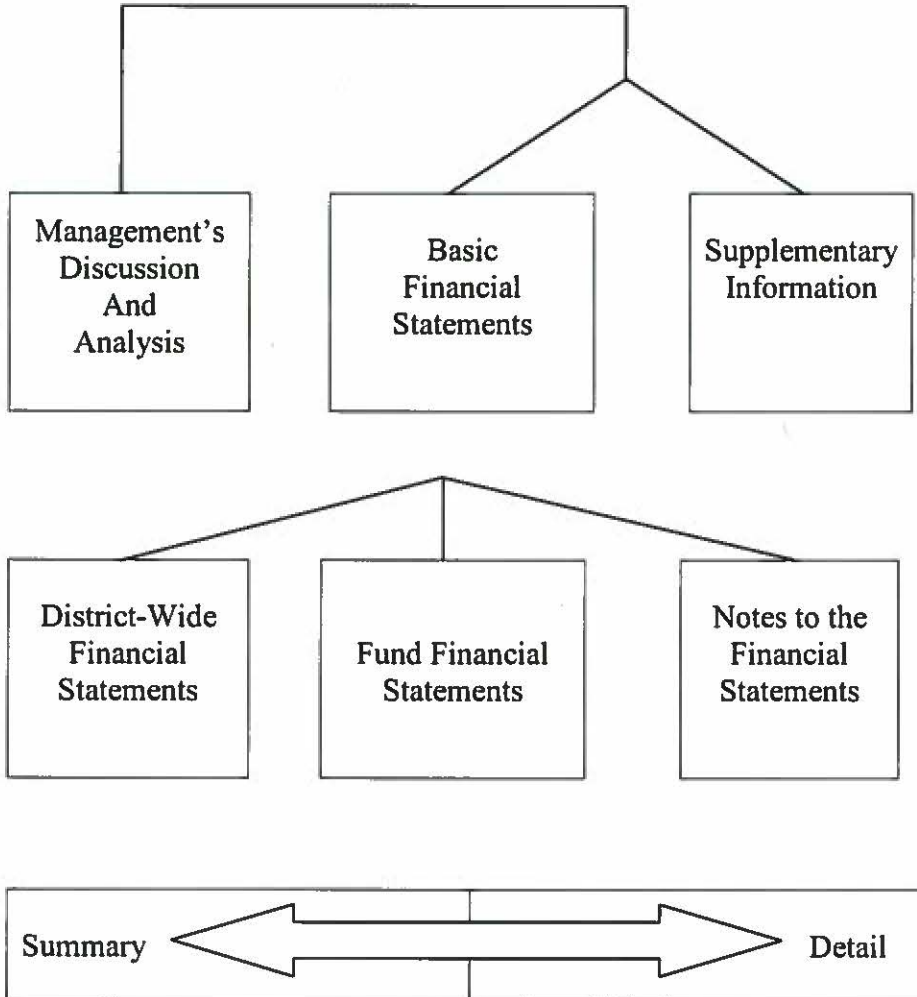 Management's
Discussion
And
Analysis
Basic
Financial
Statements
Supplementary
Information
District-Wide
Financial
Statements
Fund Financial
Statements
Notes to the
Financial
Statements
Summary
Detail